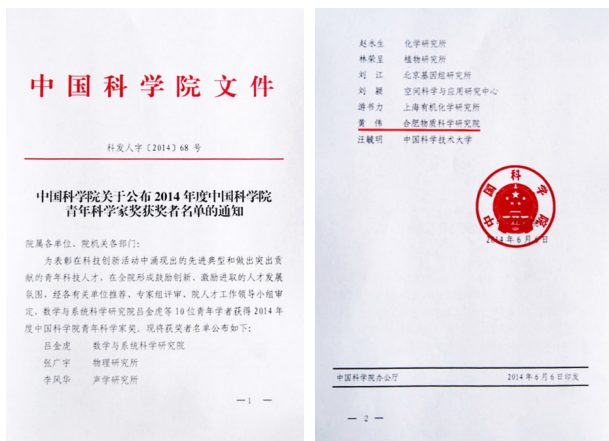 中国科学院文件
科发人字〔2014〕68 号
中国科学院关于公布 2014 年度中国科学院
青年科学家奖获奖者名单的通知
院属各单位、院机关各部门：
为表彰在科技创新活动中涌现出的先进典型和做出突出贡
献的青年科技人才，在全院形成鼓励创新、激励进取的人才发展
氛围，经各有关单位推荐、专家组评审、院人才工作领导小组审
定，数学与系统科学研究院吕金虎等 10 位青年学者获得 2014 年
度中国科学院青年科学家奖。现将获奖者名单公布如下：
吕金虎 数学与系统科学研究院
张广宇 物理研究所
李风华 声学研究所
— 1 —
赵永生 化学研究所
林荣呈 植物研究所
刘 江 北京基因组研究所
刘 颖 空间科学与应用研究中心
游书力 上海有机化学研究所
黄 伟 合肥物质科学研究院
汪毓明 中国科学技术大学
中国科学院
2014 年 6 月 6 日
中国科学院办公厅 2014 年 6 月 6 日印发
— 2 —